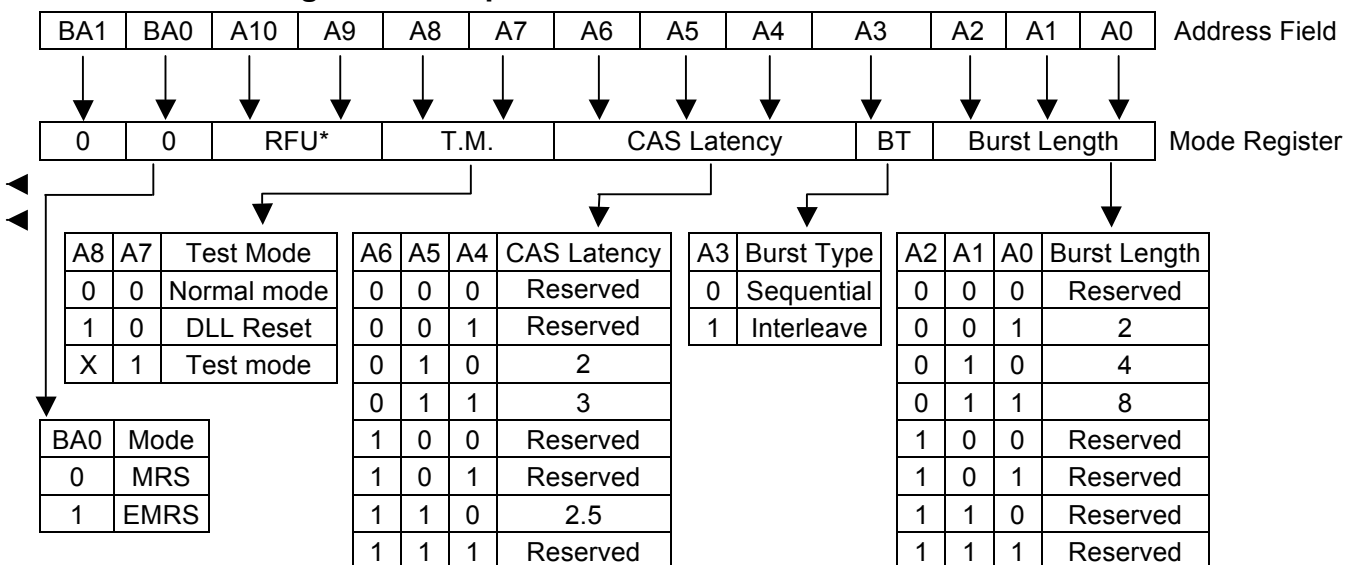 BA1 BA0 A10 A9 A8 A7 A6 A5 A4 A3 A2 A1 A0 Address Field
0 0 RFU* T.M. CAS Latency BT Burst Length Mode Register
A8 A7 Test Mode
0 0 Normal mode
1 0 DLL Reset
X 1 Test mode
BA0 Mode
0 MRS
1 EMRS
A6 A5 A4 CAS Latency
0 0 0 Reserved
0 0 1 Reserved
0 1 0 2
0 1 1 3
1 0 0 Reserved
1 0 1 Reserved
1 1 0 2.5
1 1 1 Reserved
A3 Burst Type
0 Sequential
1 Interleave
A2 A1 A0 Burst Length
0 0 0 Reserved
0 0 1 2
0 1 0 4
0 1 1 8
1 0 0 Reserved
1 0 1 Reserved
1 1 0 Reserved
1 1 1 Reserved